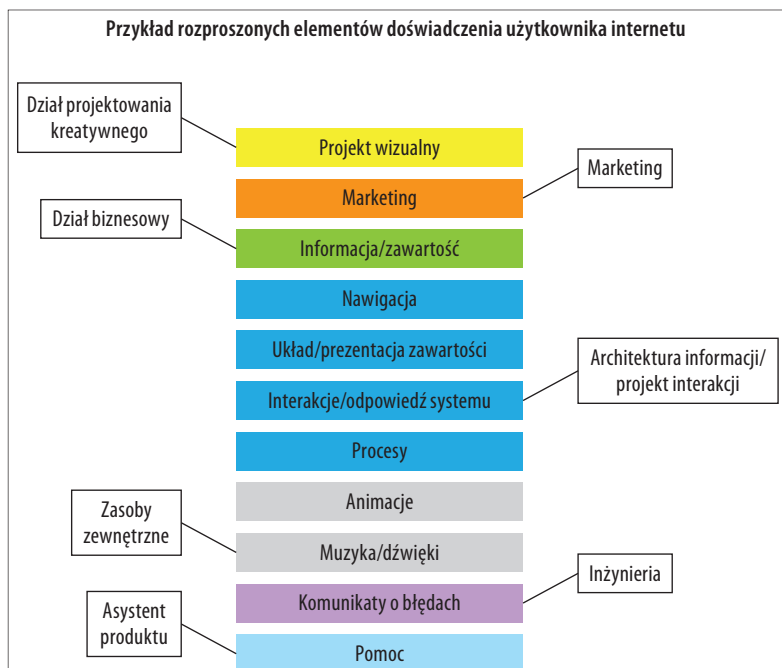 Przykład rozproszonych elementów doświadczenia użytkownika internetu
Dział projektowania
kreatywnego
Projekt wizualny
Marketing
Marketing
Dział biznesowy
Informacja/zawartość
Nawigacja
Układ/prezentacja zawartości
Architektura informacji/
projekt interakcji
Interakcje/odpowiedź systemu
Procesy
Animacje
Zasoby
zewnętrzne
Muzyka/dźwięki
Inżynieria
Komunikaty o błędach
Asystent
produktu
Pomoc